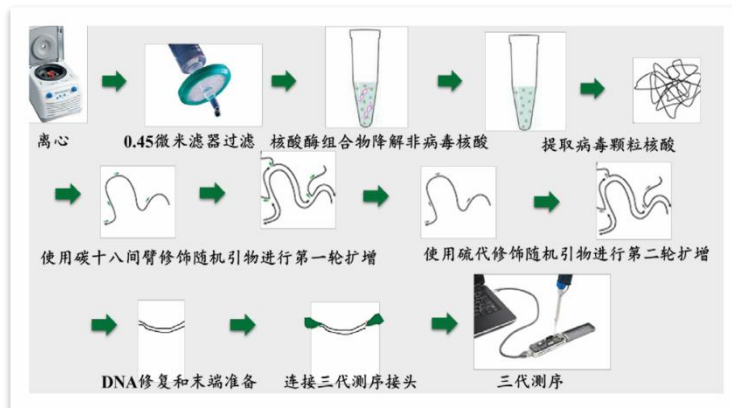 离心
0.45微米滤器过滤
核酸酶组合物降解非病毒核酸
提取病毒颗粒核酸
使用碳十八间臂修饰随机引物进行第一轮扩增
使用硫代修饰随机引物进行第二轮扩增
DNA修复和末端准备
连接三代测序接头
三代测序